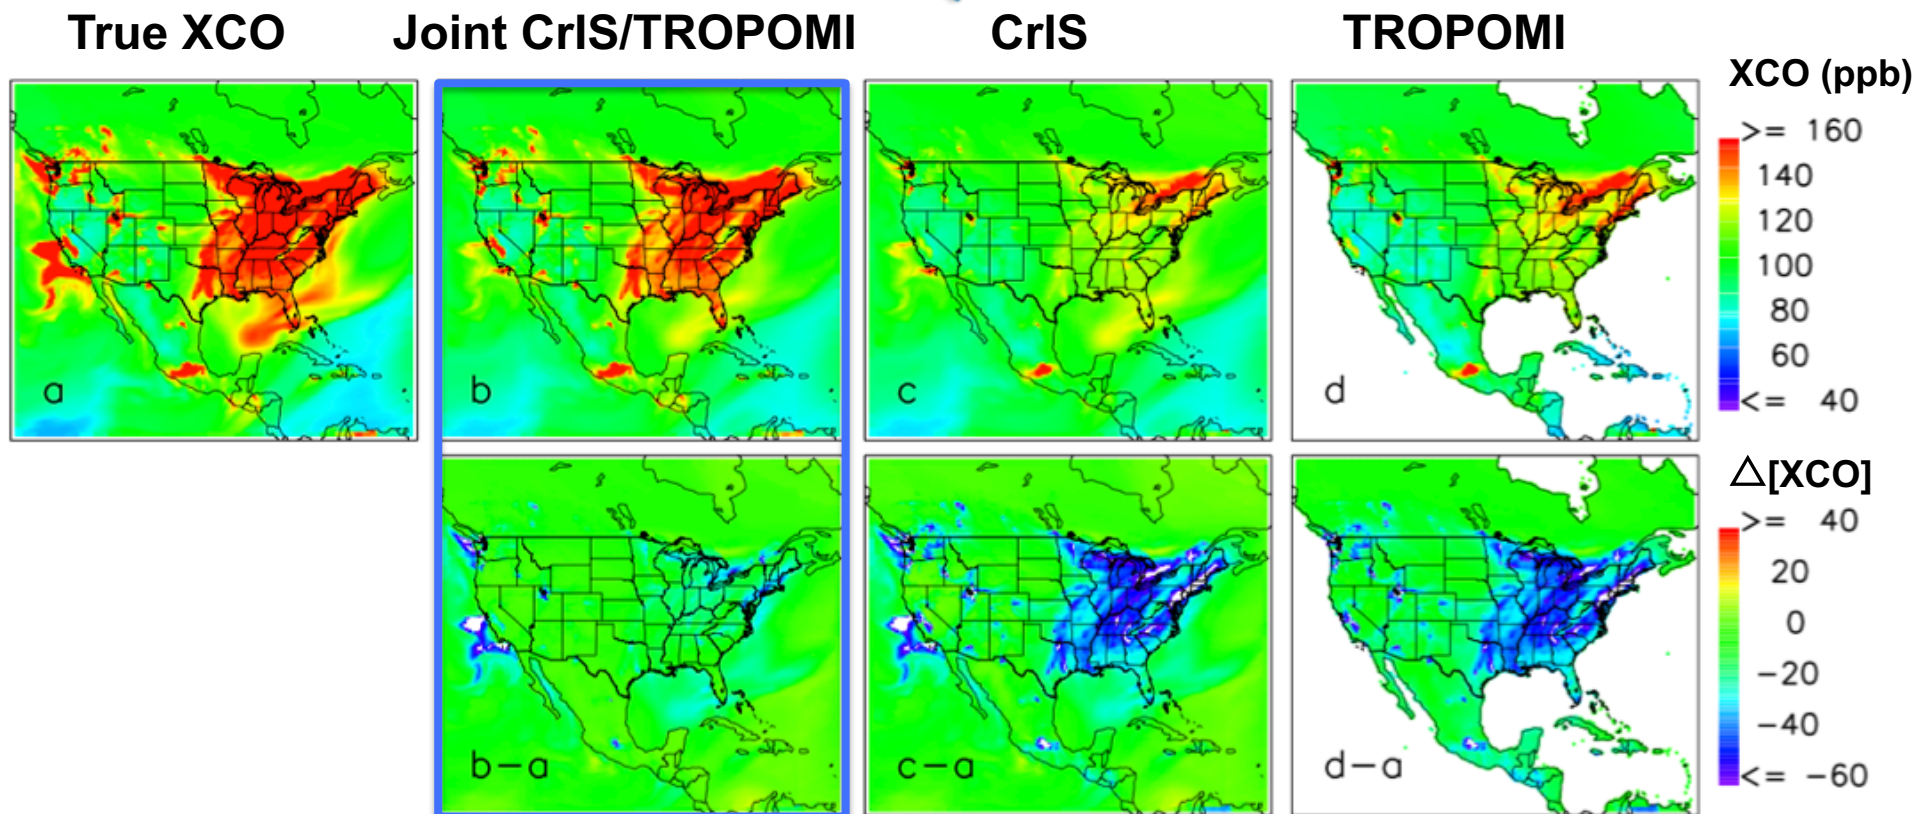 True XCO
Joint CrIS/TROPOMI
CrIS
TROPOMI
XCO (ppb)
>= 160
140
120
100
80
60
<= 40
a
b
c
d
△[XCO]
>= 40
20
0
−20
−40
<= −60
b−a
c−a
d−a